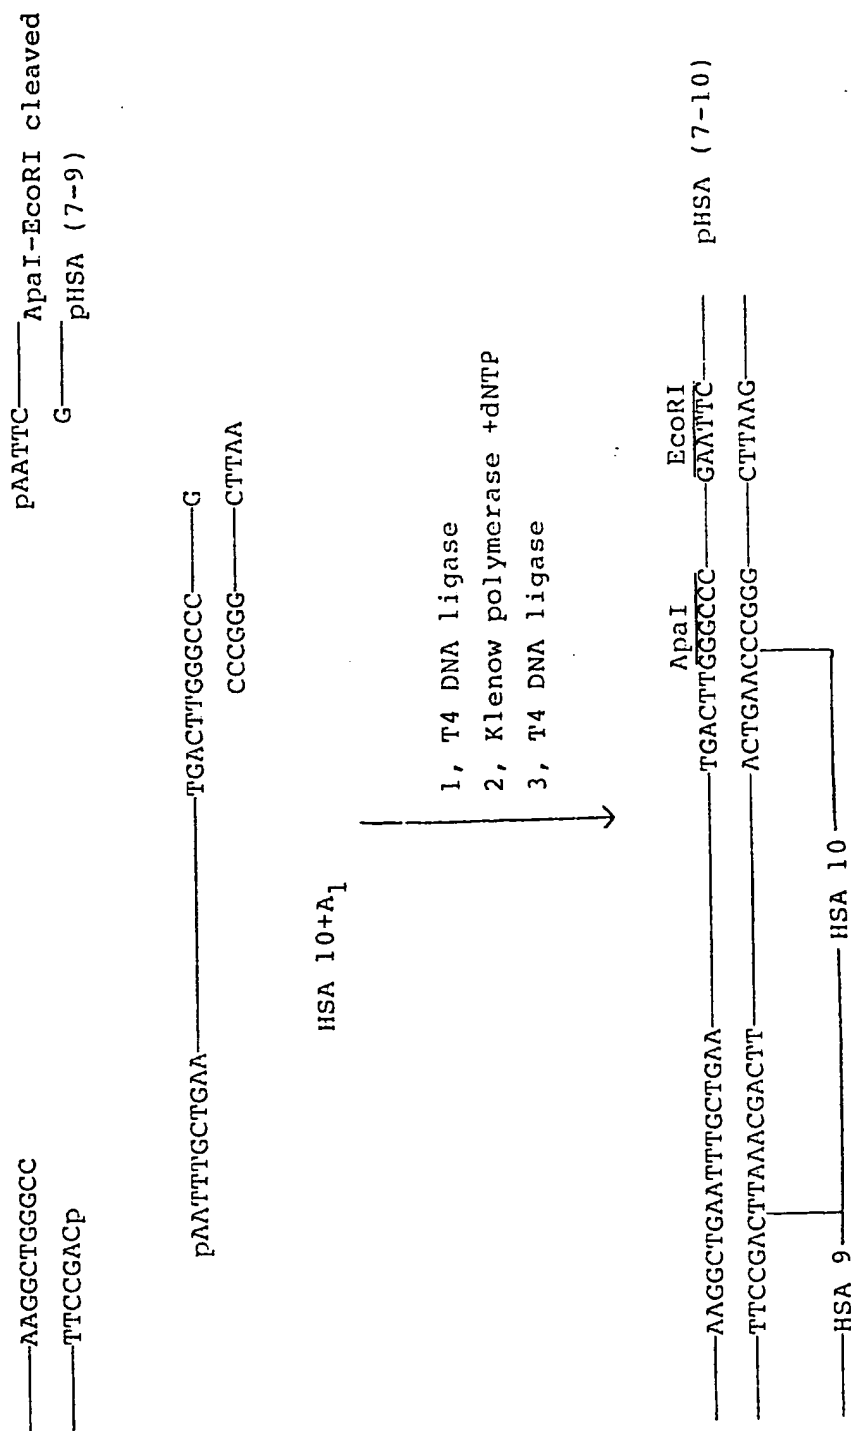 AAGGCTGGGCC pAATTC
ApaI-EcoRI cleaved
TTCCGACp G
pHSA (7-9)
pAATTTGCTGAA TGACTTGGGCCC G
CCCGGG CTTAA
HSA 10+A1
1, T4 DNA ligase
2, Klenow polymerase +dNTP
3, T4 DNA ligase
ApaI EcoRI
AAGGCTGAATTTGCTGAA TGACTTGGGCCC GAATTC
pHSA (7-10)
TTCCGACTTAAACGACTT ACTGAACCCGGG CTTAAG
HSA 9 HSA 10